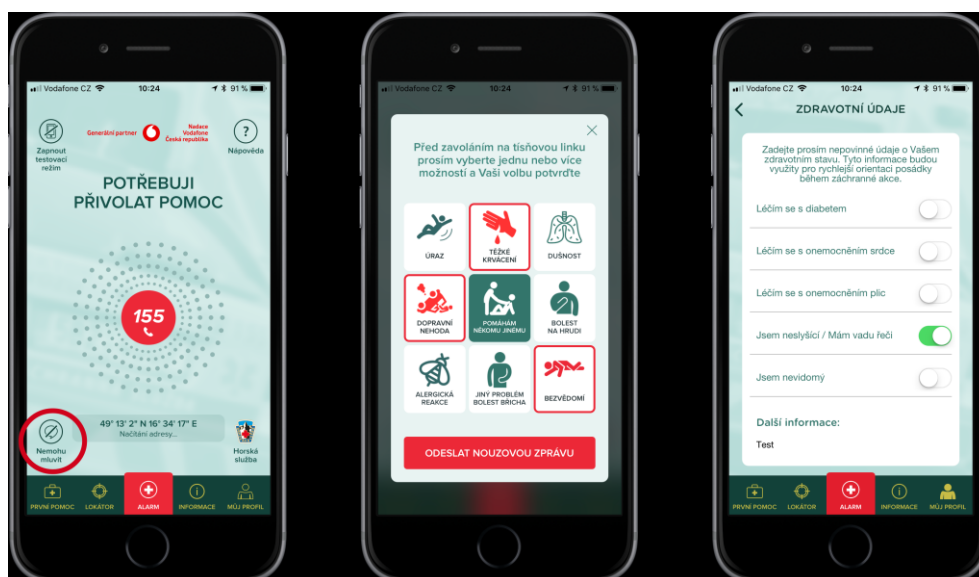 Vodafone CZ 10:24 91 %
Zapnout
testovací
režim
Generální partner
Nadace
Vodafone
Česká republika
?
Nápověda
POTŘEBUJI
PŘIVOLAT POMOC
155
49° 13' 2" N 16° 34' 17" E
Načítání adresy...
Nemohu
mluvit
Horská
služba
PRVNÍ POMOC
LOKÁTOR
ALARM
INFORMACE
MŮJ PROFIL
Vodafone CZ 10:24 91 %
Před zavoláním na tísňovou linku
prosím vyberte jednu nebo více
možností a Vaši volbu potvrďte
ÚRAZ
TĚŽKÉ
KRVÁCENÍ
DUŠNOST
DOPRAVNÍ
NEHODA
POMÁHÁM
NĚKOMU JINÉMU
BOLEST
NA HRUDI
ALERGICKÁ
REAKCE
JINÝ PROBLÉM
BOLEST BŘICHA
BEZVĚDOMÍ
ODESLAT NOUZOVOU ZPRÁVU
Vodafone CZ 10:24 91 %
ZDRAVOTNÍ ÚDAJE
Zadejte prosím nepovinné údaje o Vašem
zdravotním stavu. Tyto informace budou
využity pro rychlejší orientaci posádky
během záchranné akce.
Léčím se s diabetem
Léčím se s onemocněním srdce
Léčím se s onemocněním plic
Jsem neslyšící / Mám vadu řeči
Jsem nevidomý
Další informace:
Test
PRVNÍ POMOC
LOKÁTOR
ALARM
INFORMACE
MŮJ PROFIL